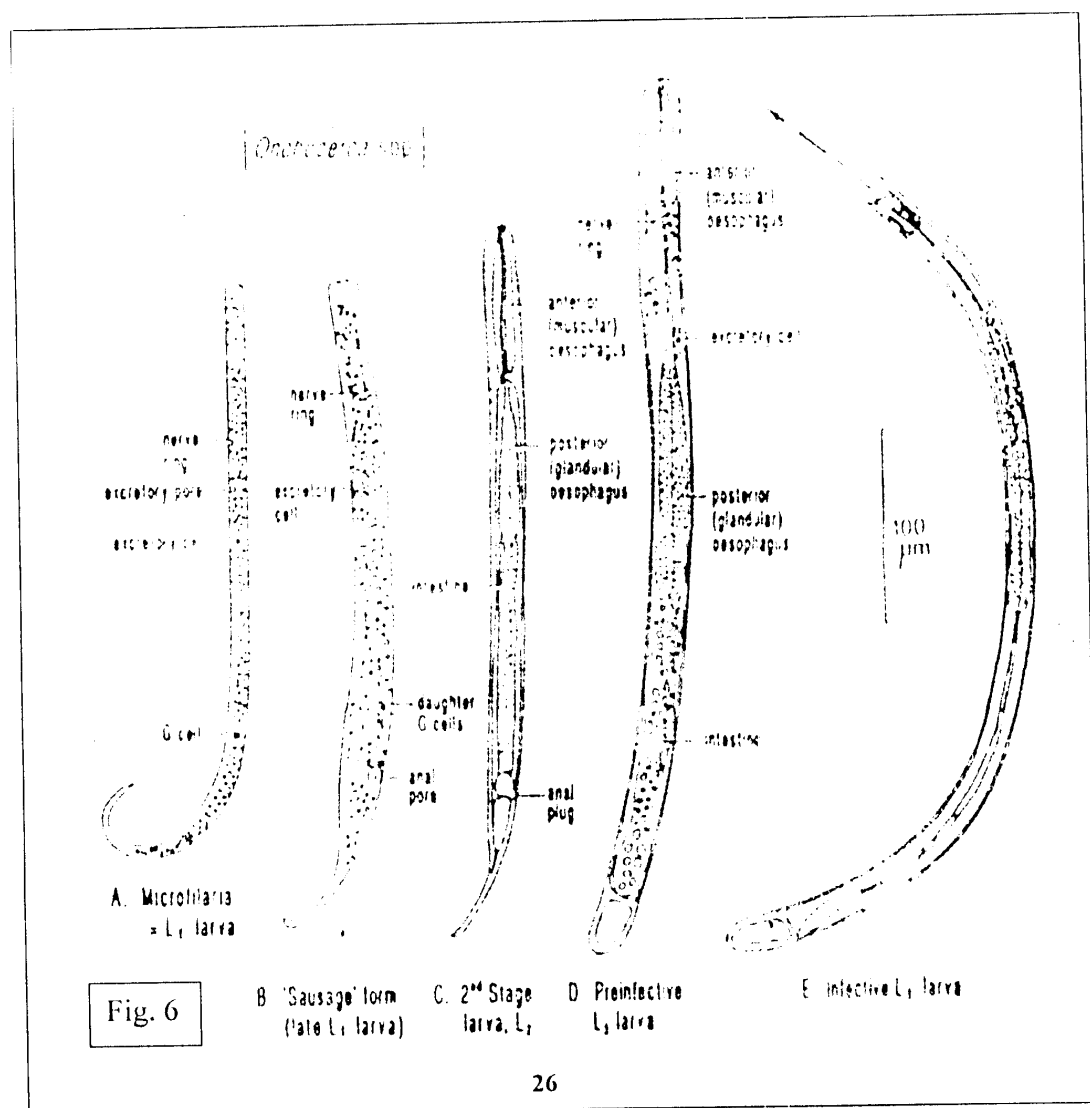 Onchocerca spp
anterior
(muscular)
oesophagus
nerve
ring
anterior
(muscular)
oesophagus
excretory cell
nerve
ring
nerve
ring
posterior
(glandular)
oesophagus
excretory pore
excretory
cell
posterior
(glandular)
oesophagus
100
µm
intestine
G cell
daughter
G cells
intestine
anal
pore
anal
plug
A. Microfilaria
= L₁ larva
B 'Sausage' form
(late L₁ larva)
C. 2ⁿᵈ Stage
larva, L₂
D Preinfective
L₃ larva
E Infective L₃ larva
Fig. 6
26